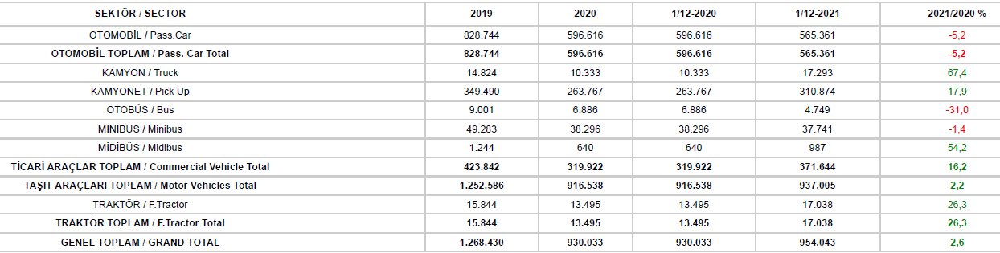 SEKTÖR / SECTOR 2019 2020 1/12-2020 1/12-2021 2021/2020 %
OTOMOBİL / Pass.Car 828.744 596.616 596.616 565.361 -5,2
OTOMOBİL TOPLAM / Pass. Car Total 828.744 596.616 596.616 565.361 -5,2
KAMYON / Truck 14.824 10.333 10.333 17.293 67,4
KAMYONET / Pick Up 349.490 263.767 263.767 310.874 17,9
OTOBÜS / Bus 9.001 6.886 6.886 4.749 -31,0
MİNİBÜS / Minibus 49.283 38.296 38.296 37.741 -1,4
MİDİBÜS / Midibus 1.244 640 640 987 54,2
TİCARİ ARAÇLAR TOPLAM / Commercial Vehicle Total 423.842 319.922 319.922 371.644 16,2
TAŞIT ARAÇLARI TOPLAM / Motor Vehicles Total 1.252.586 916.538 916.538 937.005 2,2
TRAKTÖR / F.Tractor 15.844 13.495 13.495 17.038 26,3
TRAKTÖR TOPLAM / F.Tractor Total 15.844 13.495 13.495 17.038 26,3
GENEL TOPLAM / GRAND TOTAL 1.268.430 930.033 930.033 954.043 2,6